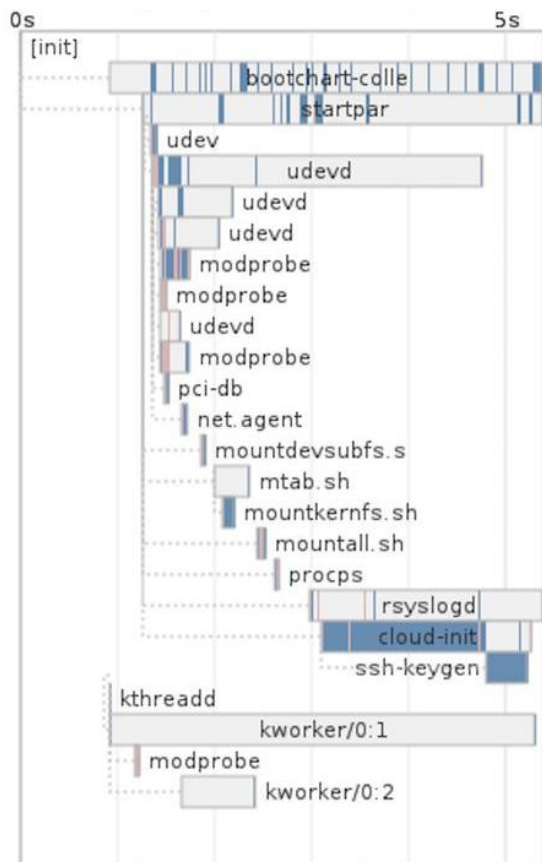 0s 5s
[init]
bootchart-colle
startpar
udev
udevd
udevd
udevd
modprobe
modprobe
udevd
modprobe
pci-db
net.agent
mountdevsubfs.s
mtab.sh
mountkernfs.sh
mountall.sh
procps
rsyslogd
cloud-init
ssh-keygen
kthreadd
kworker/0:1
modprobe
kworker/0:2